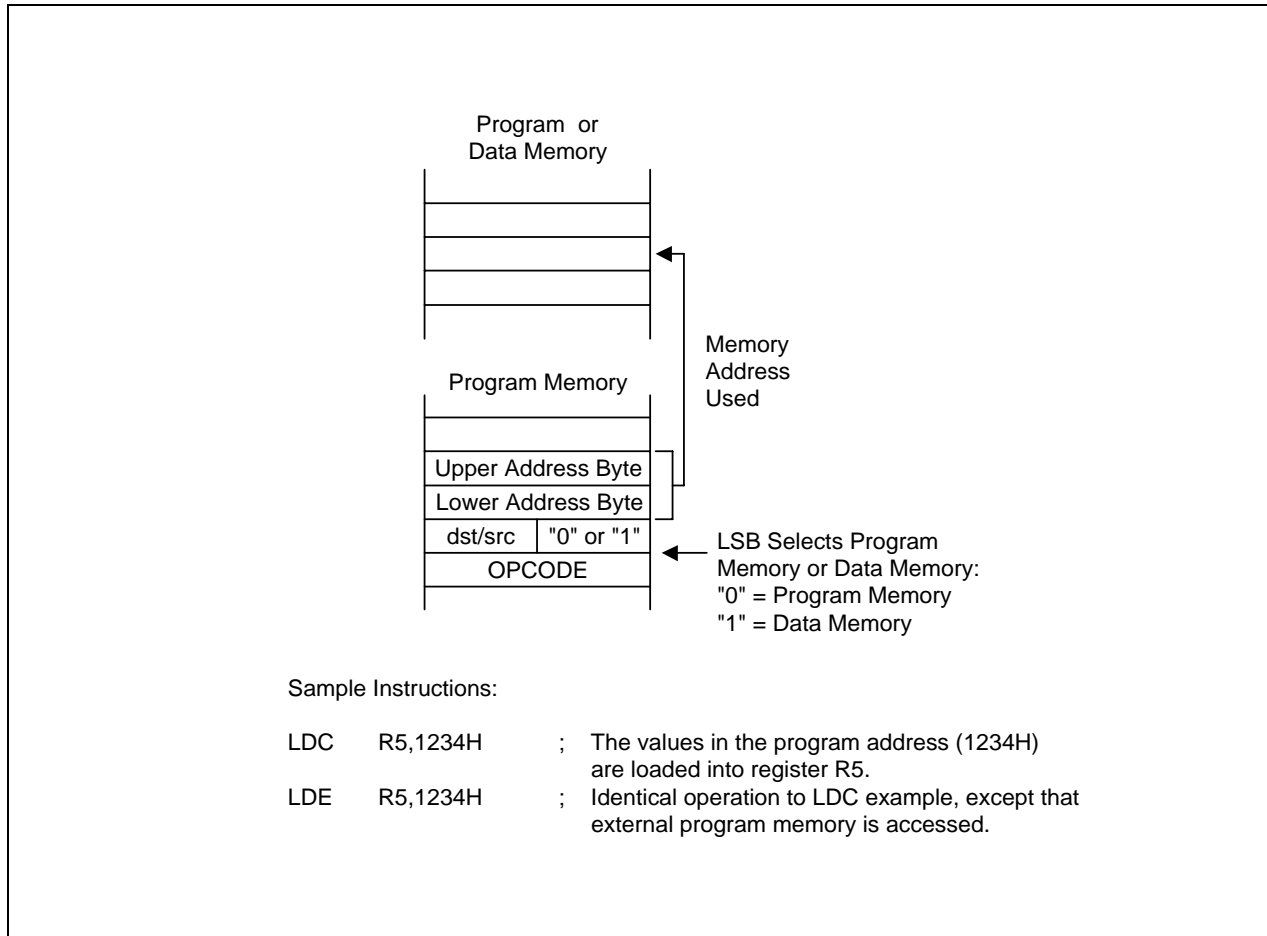 Program or
Data Memory
Program Memory
Memory
Address
Used
Upper Address Byte
Lower Address Byte
dst/src "0" or "1"
OPCODE
LSB Selects Program
Memory or Data Memory:
"0" = Program Memory
"1" = Data Memory
Sample Instructions:
LDC R5,1234H ; The values in the program address (1234H)
are loaded into register R5.
LDE R5,1234H ; Identical operation to LDC example, except that
external program memory is accessed.